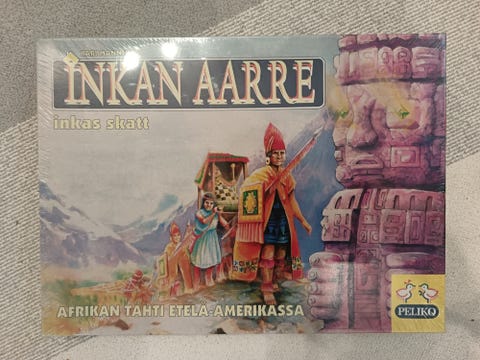 INKAN AARRE
inkas skatt
AFRIKAN TÄHTI ETELÄ-AMERIKASSA
PELIKO